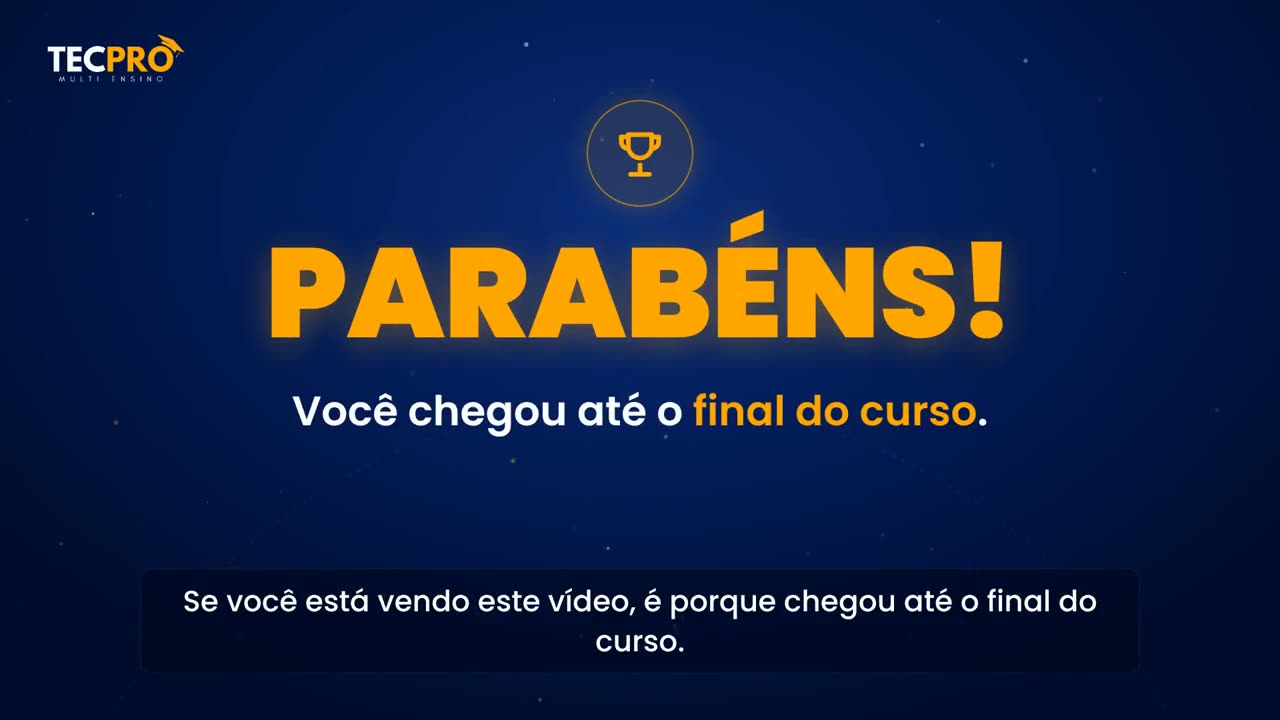 TECPRO
MULTI ENSINO
PARABÉNS!
Você chegou até o final do curso.
Se você está vendo este vídeo, é porque chegou até o final do
curso.